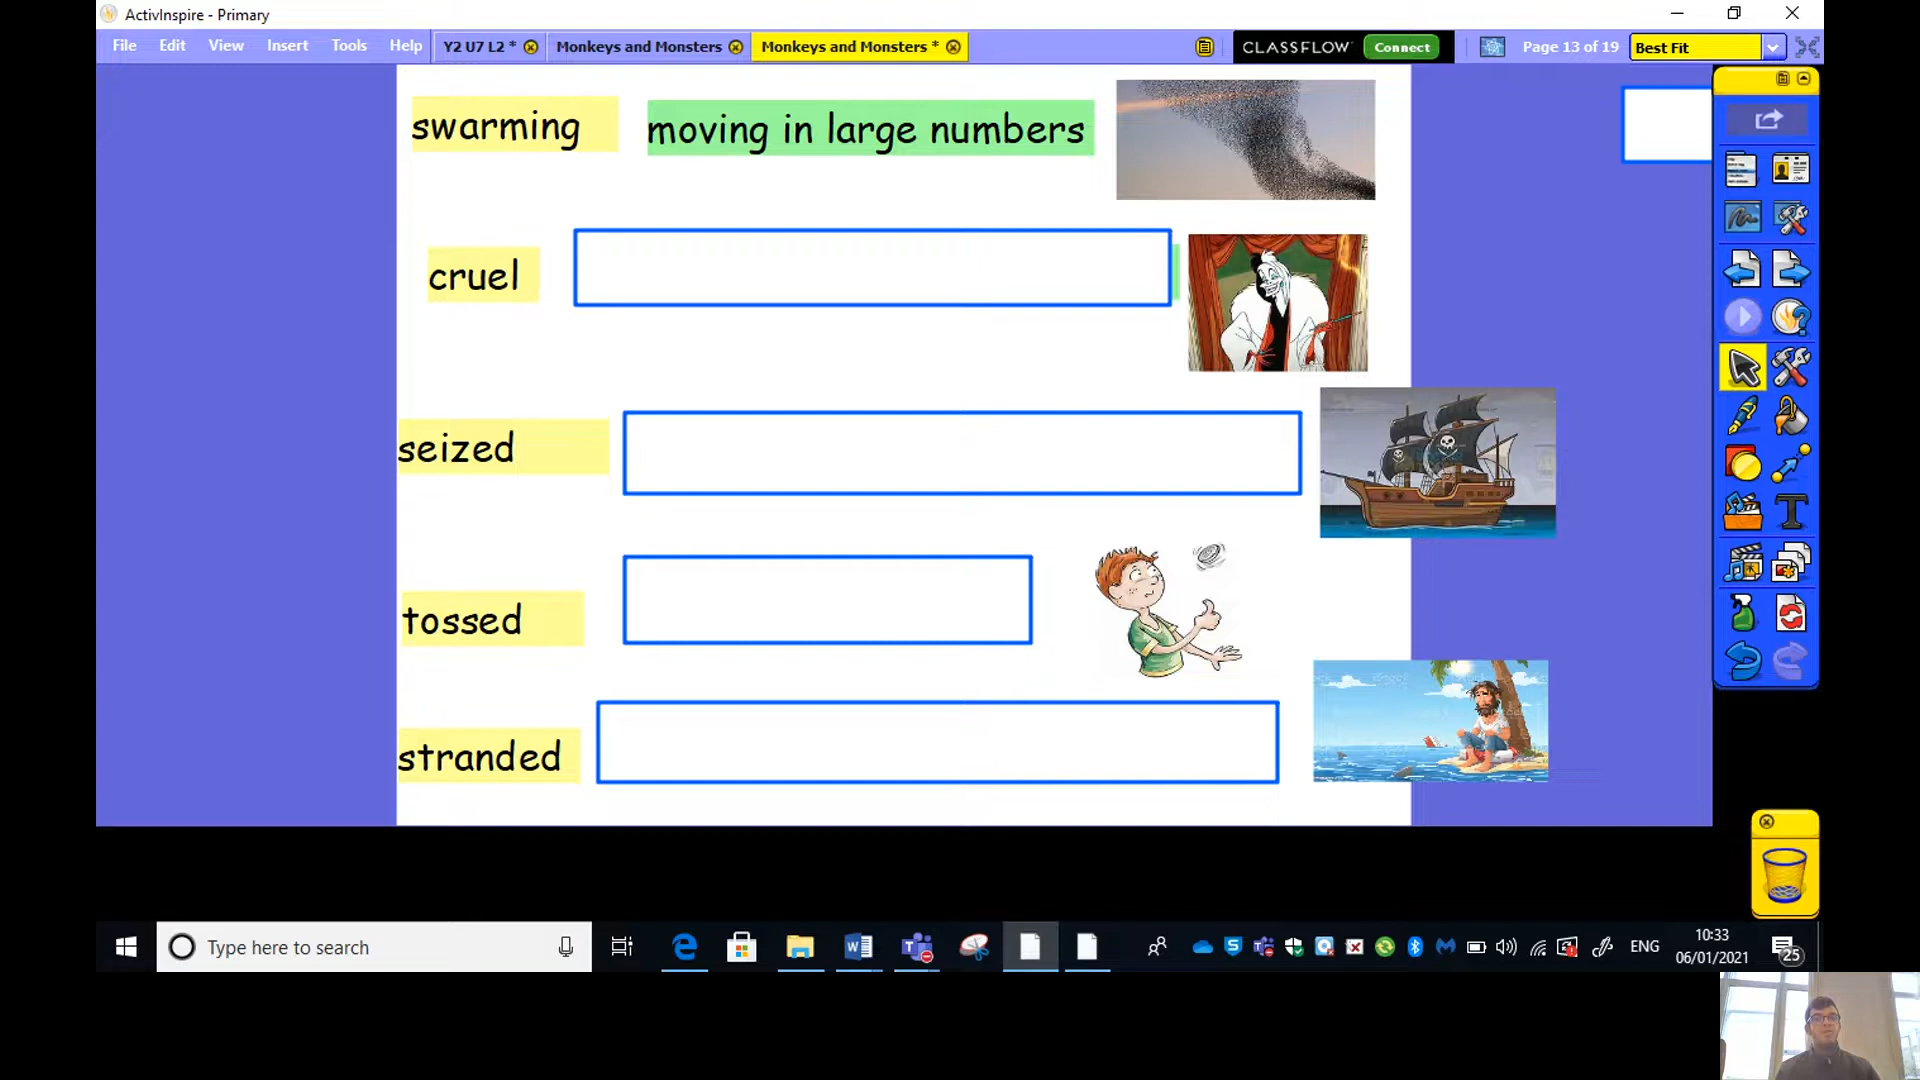 ActivInspire - Primary
File Edit View Insert Tools Help
Y2 U7 L2 * Monkeys and Monsters Monkeys and Monsters *
CLASSFLOW Connect
Page 13 of 19 Best Fit
swarming moving in large numbers
cruel
seized
tossed
stranded
Type here to search
ENG
10:33
06/01/2021
25